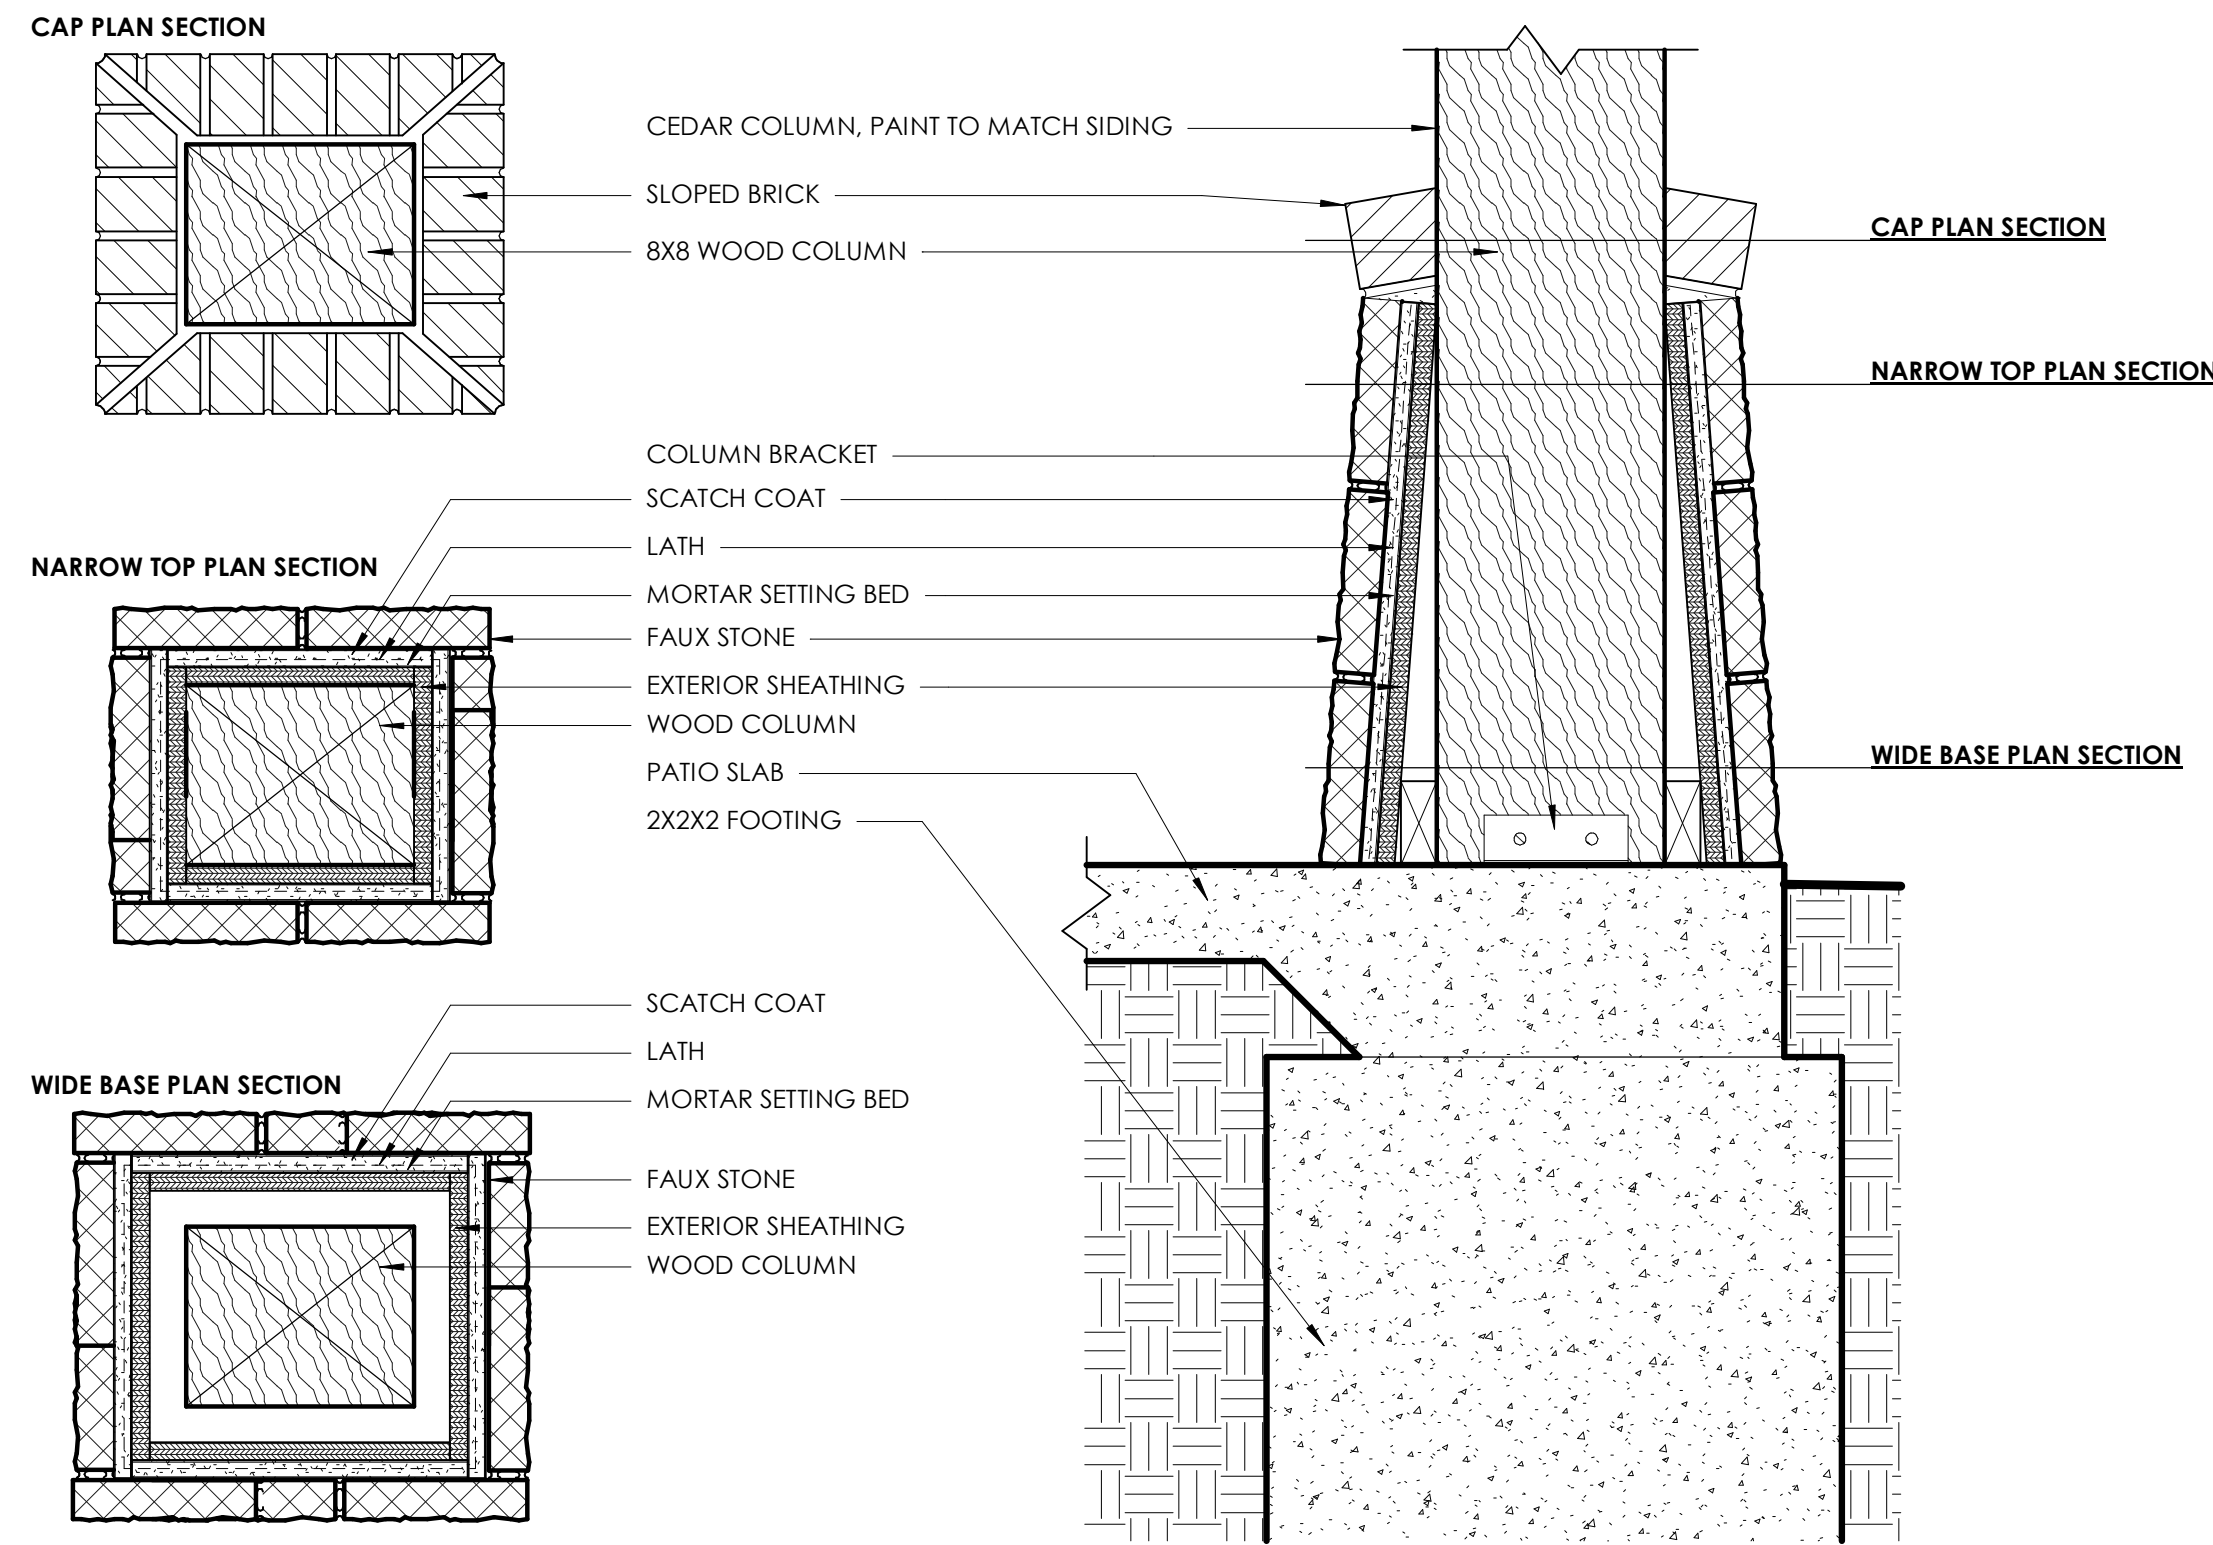 CAP PLAN SECTION
CEDAR COLUMN, PAINT TO MATCH SIDING
SLOPED BRICK
8X8 WOOD COLUMN
CAP PLAN SECTION
NARROW TOP PLAN SECTION
COLUMN BRACKET
SCATCH COAT
LATH
NARROW TOP PLAN SECTION
MORTAR SETTING BED
FAUX STONE
EXTERIOR SHEATHING
WOOD COLUMN
PATIO SLAB
2X2X2 FOOTING
WIDE BASE PLAN SECTION
SCATCH COAT
LATH
WIDE BASE PLAN SECTION
MORTAR SETTING BED
FAUX STONE
EXTERIOR SHEATHING
WOOD COLUMN